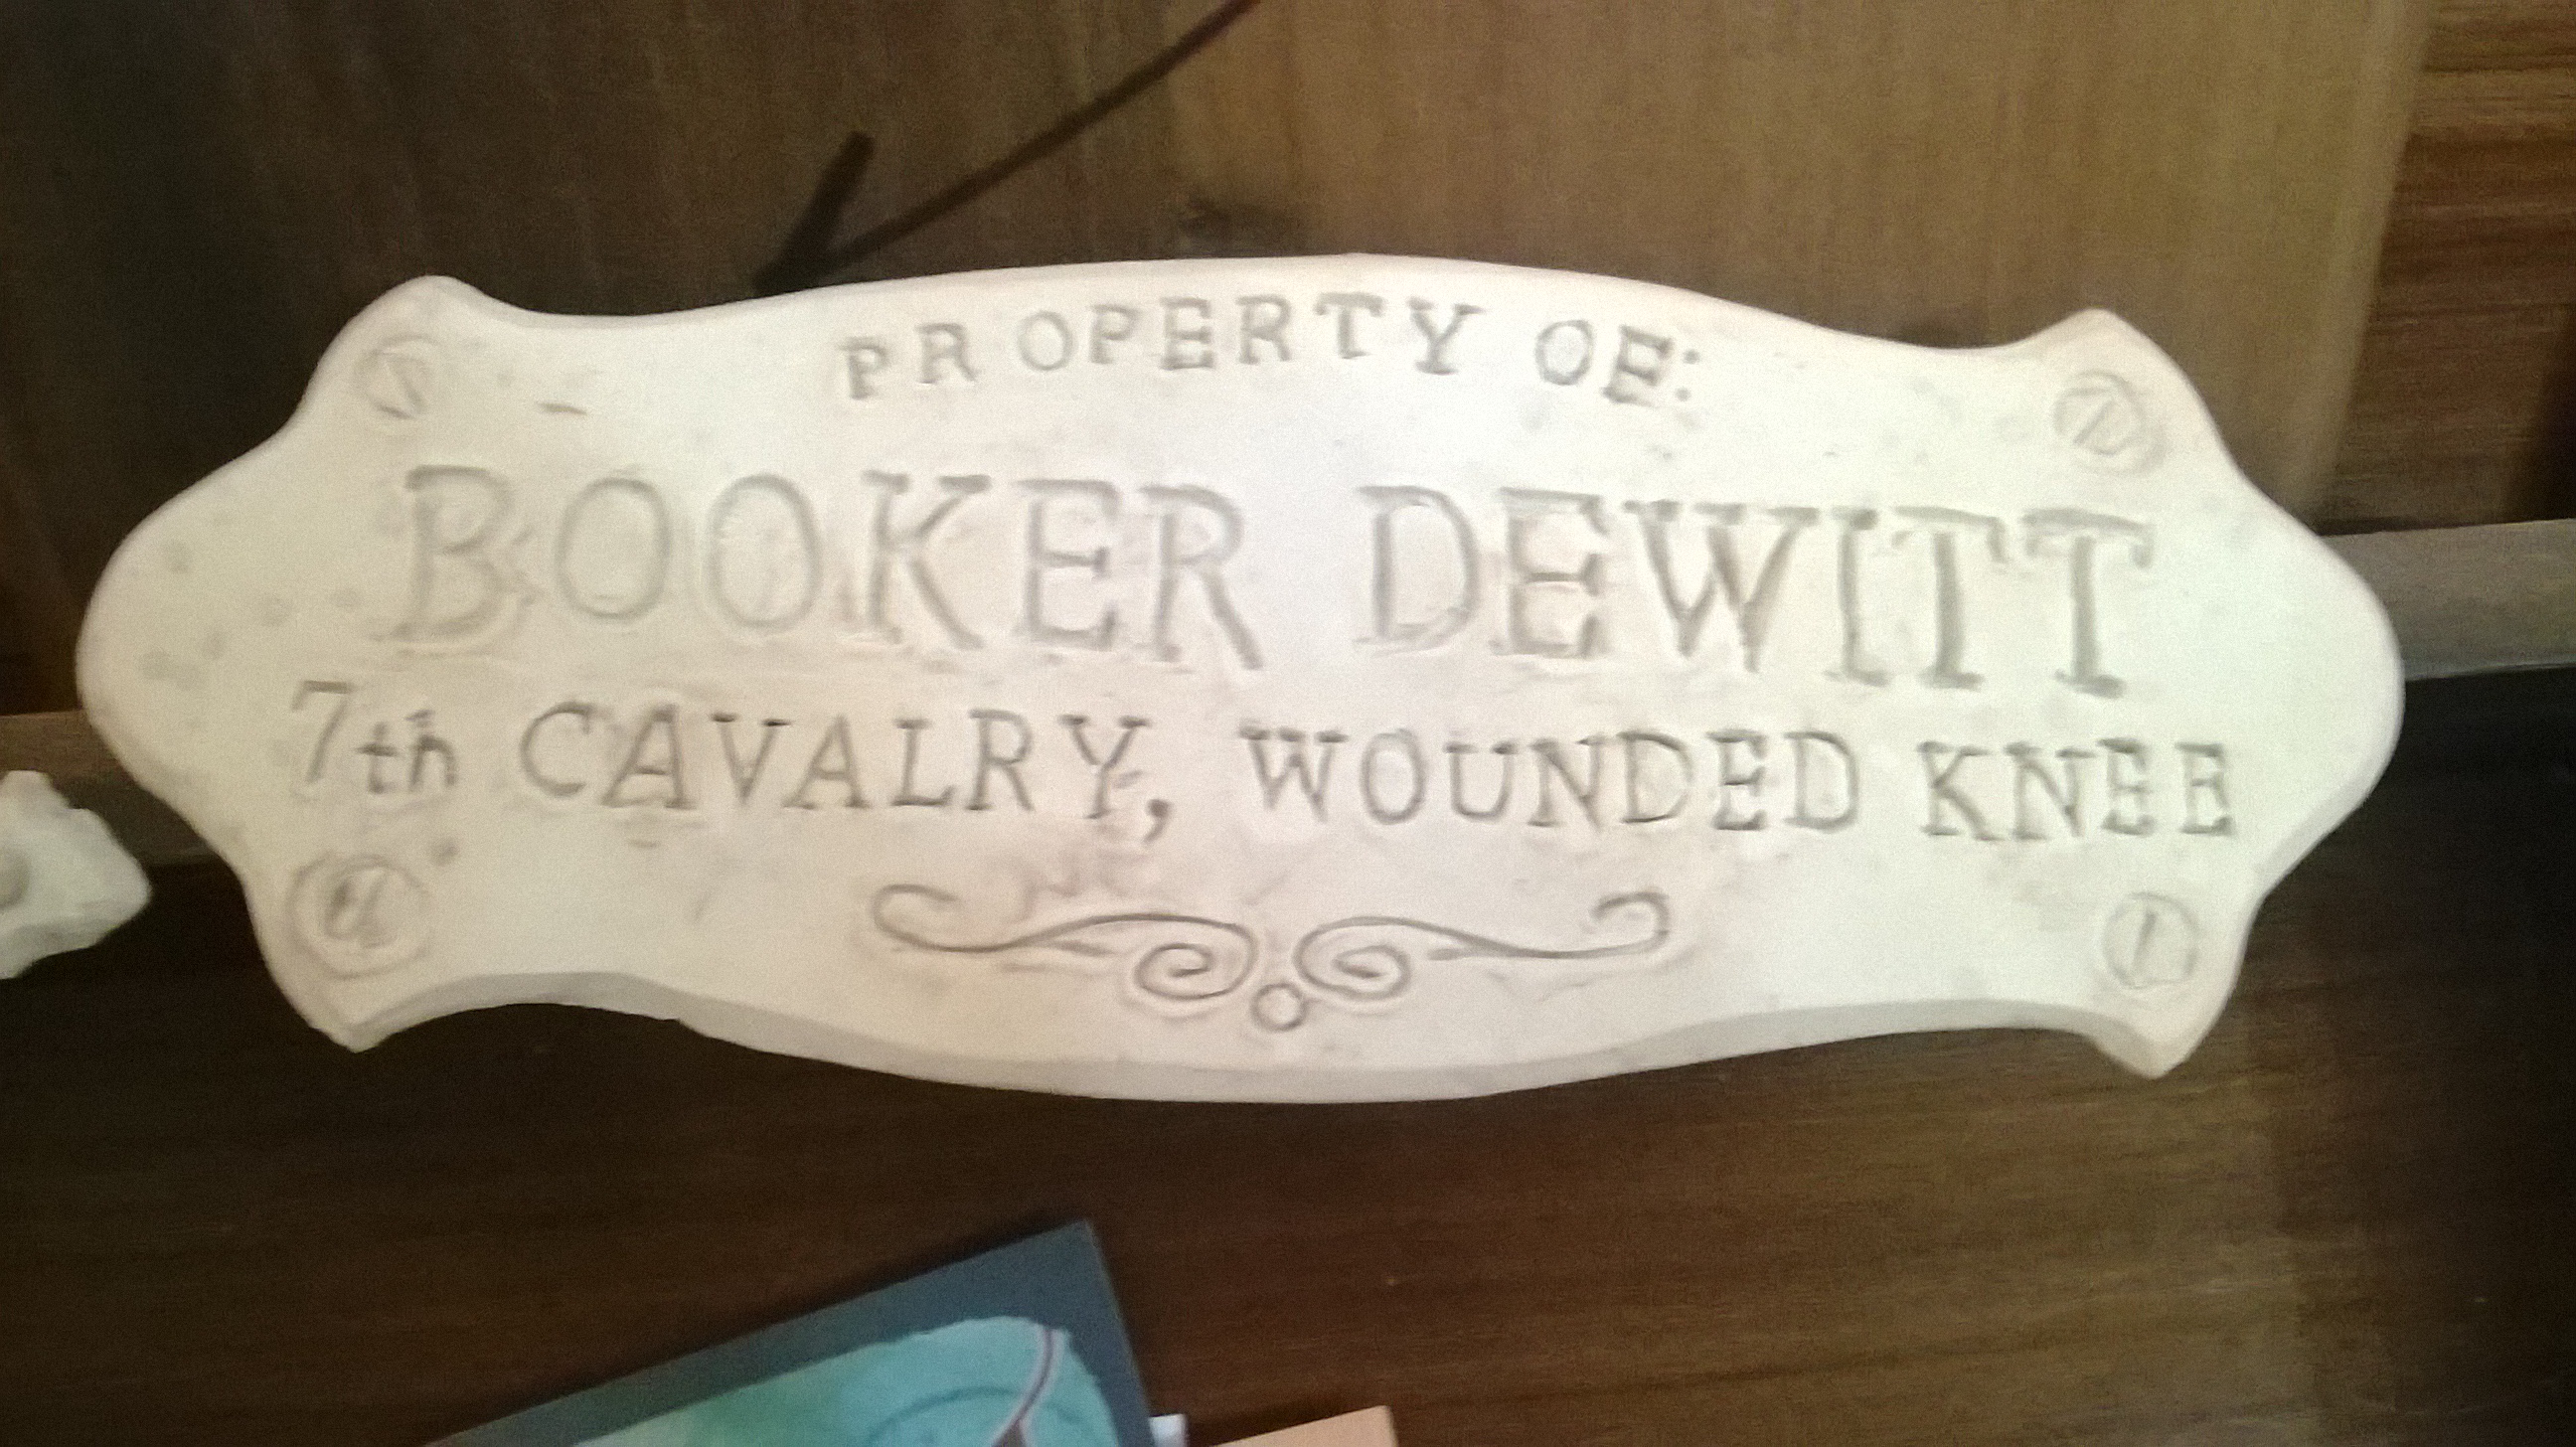 PROPERTY OF:
BOOKER DEWITT
7th CAVALRY, WOUNDED KNEE